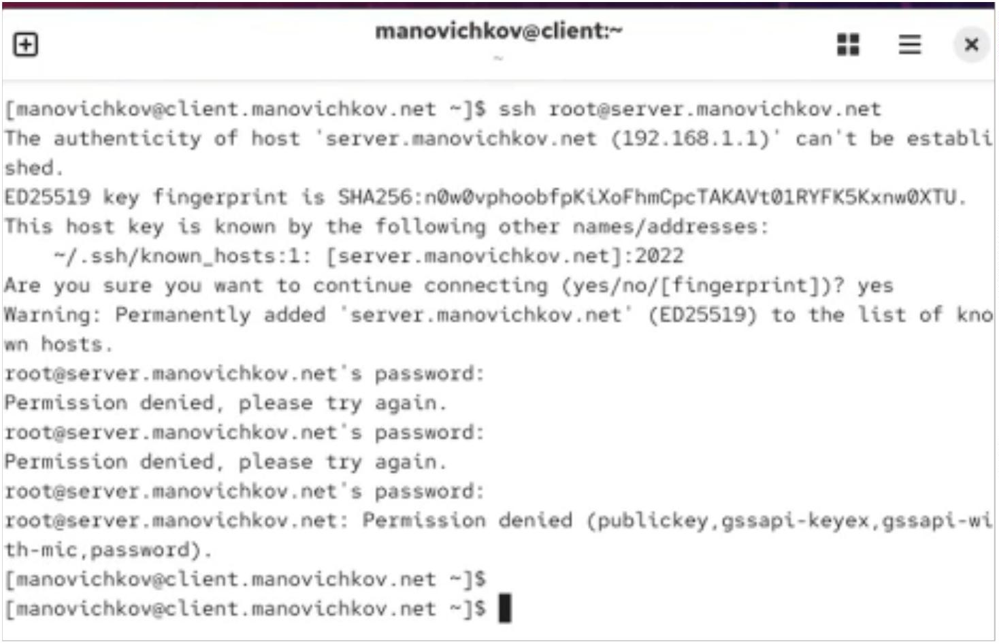 manovichkov@client:~
~
[manovichkov@client.manovichkov.net ~]$ ssh root@server.manovichkov.net
The authenticity of host 'server.manovichkov.net (192.168.1.1)' can't be establi
shed.
ED25519 key fingerprint is SHA256:n0w0vphoobfpKiXoFhmCpcTAKAVt01RYFK5Kxnw0XTU.
This host key is known by the following other names/addresses:
    ~/.ssh/known_hosts:1: [server.manovichkov.net]:2022
Are you sure you want to continue connecting (yes/no/[fingerprint])? yes
Warning: Permanently added 'server.manovichkov.net' (ED25519) to the list of kno
wn hosts.
root@server.manovichkov.net's password:
Permission denied, please try again.
root@server.manovichkov.net's password:
Permission denied, please try again.
root@server.manovichkov.net's password:
root@server.manovichkov.net: Permission denied (publickey,gssapi-keyex,gssapi-wi
th-mic,password).
[manovichkov@client.manovichkov.net ~]$
[manovichkov@client.manovichkov.net ~]$